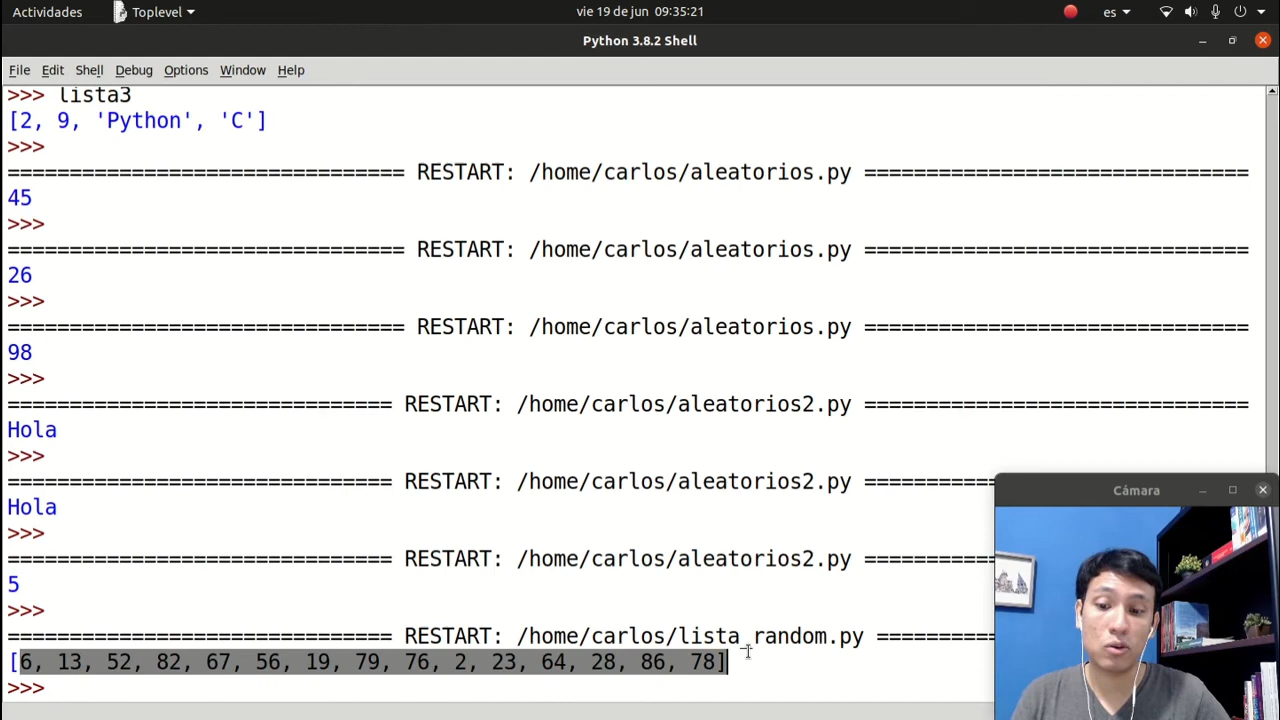 Actividades Toplevel vie 19 de jun 09:35:21 es
Python 3.8.2 Shell
File Edit Shell Debug Options Window Help
>>> lista3
[2, 9, 'Python', 'C']
>>>
================================ RESTART: /home/carlos/aleatorios.py ===============================
45
>>>
================================ RESTART: /home/carlos/aleatorios.py ===============================
26
>>>
================================ RESTART: /home/carlos/aleatorios.py ===============================
98
>>>
=============================== RESTART: /home/carlos/aleatorios2.py ===============================
Hola
>>>
=============================== RESTART: /home/carlos/aleatorios2.py ===========
Hola
>>>
=============================== RESTART: /home/carlos/aleatorios2.py ===========
5
>>>
=============================== RESTART: /home/carlos/lista_random.py ==========
[6, 13, 52, 82, 67, 56, 19, 79, 76, 2, 23, 64, 28, 86, 78]
>>>
Cámara